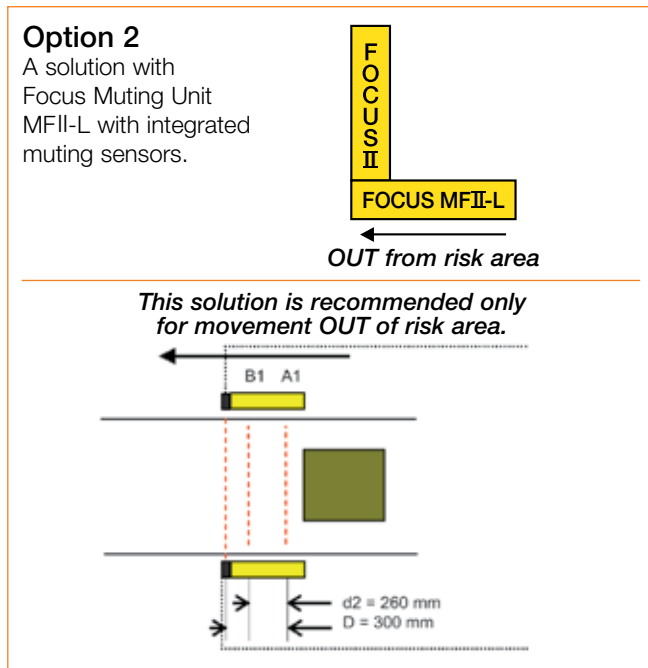 Option 2
A solution with
Focus Muting Unit
MFII-L with integrated
muting sensors.
FOCUSII
FOCUS MFII-L
OUT from risk area
This solution is recommended only
for movement OUT of risk area.
B1 A1
d2 = 260 mm
D = 300 mm